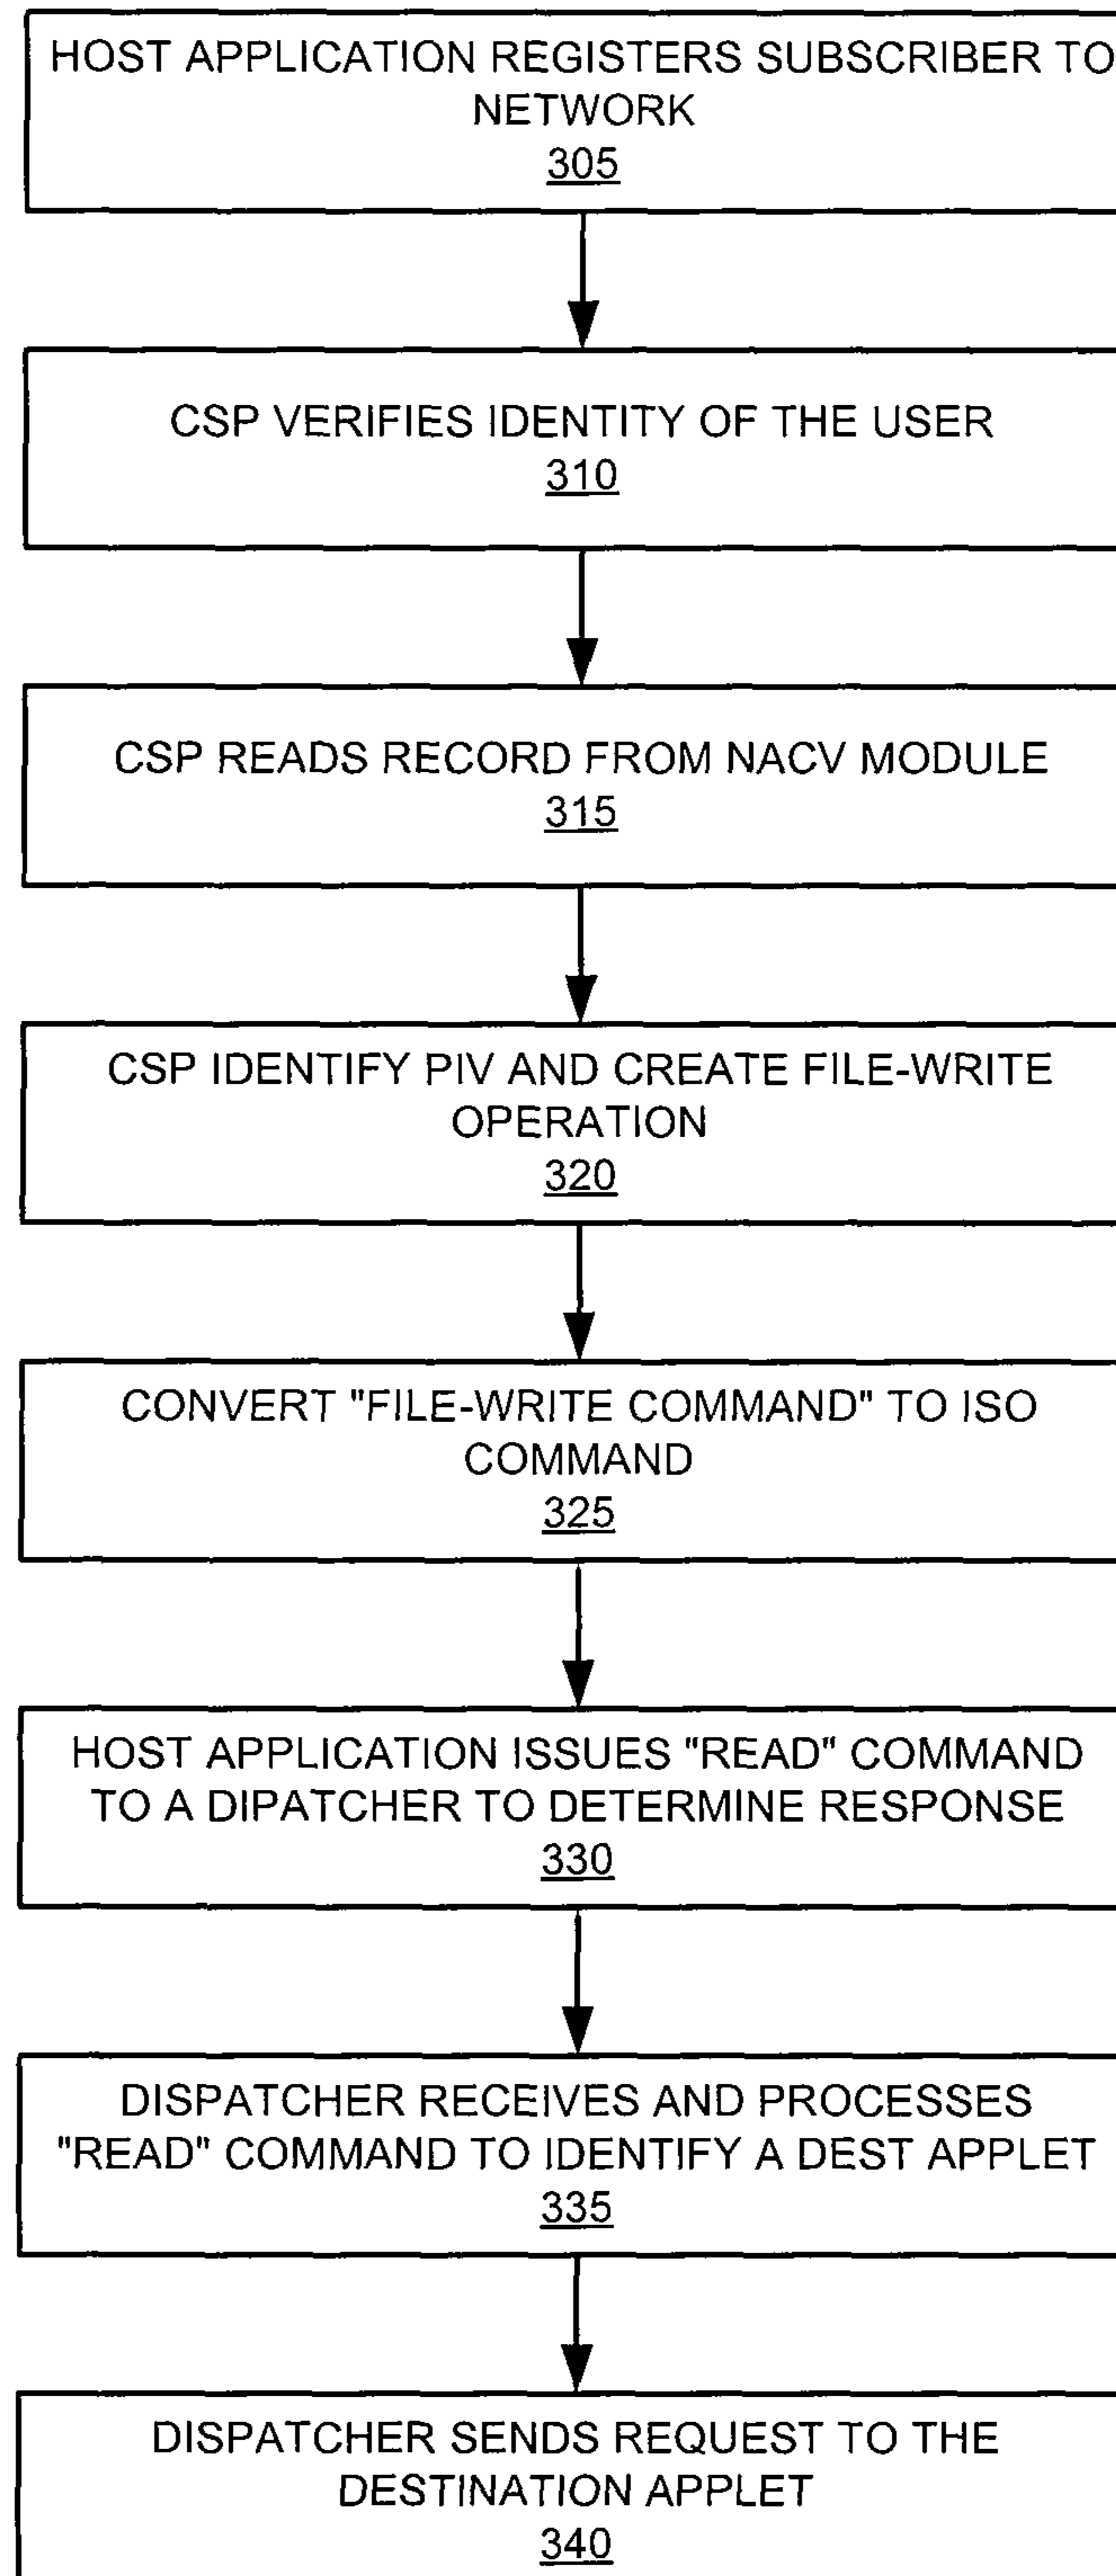 HOST APPLICATION REGISTERS SUBSCRIBER TO
NETWORK
305
CSP VERIFIES IDENTITY OF THE USER
310
CSP READS RECORD FROM NACV MODULE
315
CSP IDENTIFY PIV AND CREATE FILE-WRITE
OPERATION
320
CONVERT "FILE-WRITE COMMAND" TO ISO
COMMAND
325
HOST APPLICATION ISSUES "READ" COMMAND
TO A DIPATCHER TO DETERMINE RESPONSE
330
DISPATCHER RECEIVES AND PROCESSES
"READ" COMMAND TO IDENTIFY A DEST APPLET
335
DISPATCHER SENDS REQUEST TO THE
DESTINATION APPLET
340